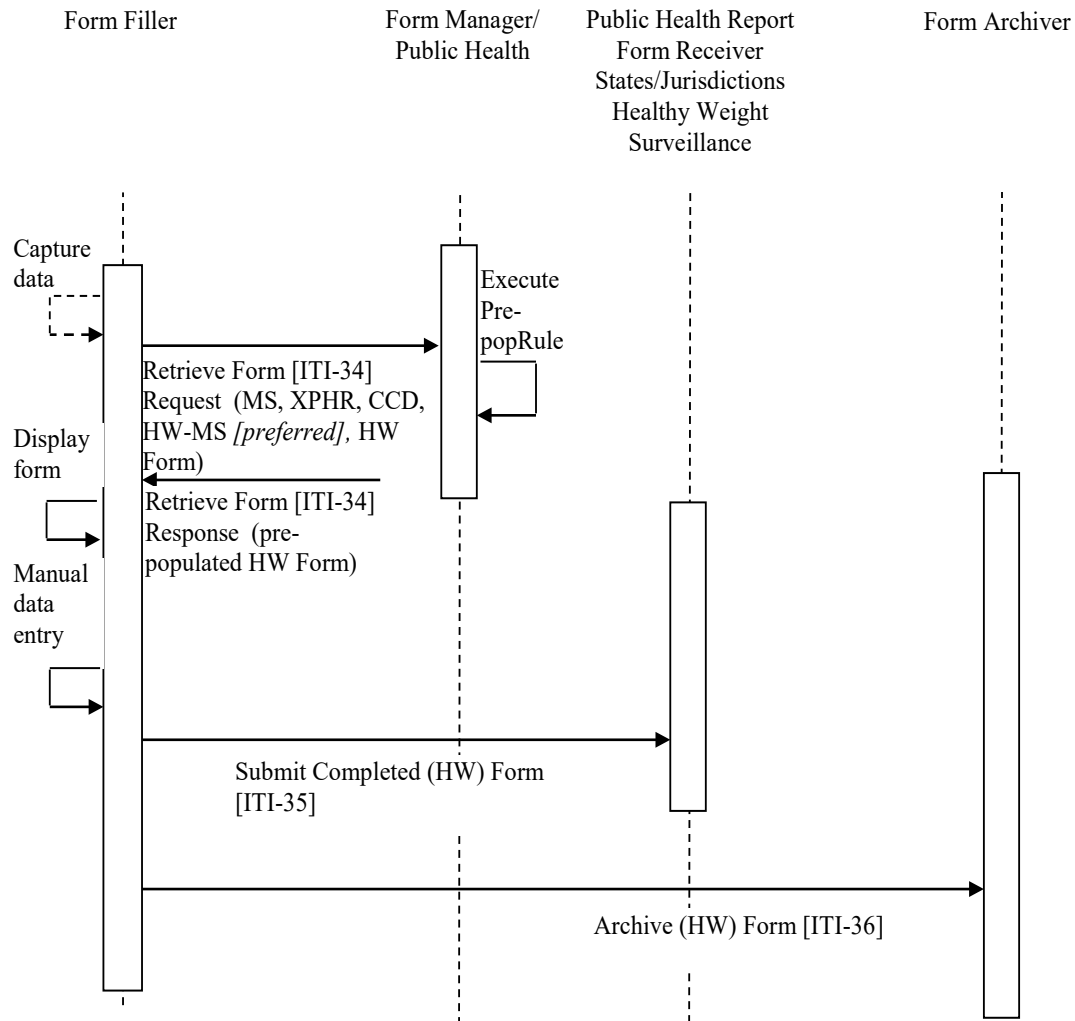 Form Filler
Form Manager/
Public Health
Public Health Report
Form Receiver
States/Jurisdictions
Healthy Weight
Surveillance
Form Archiver
Capture
data
Execute
Pre-
popRule
Retrieve Form [ITI-34]
Request (MS, XPHR, CCD,
HW-MS [preferred], HW
Form)
Display
form
Retrieve Form [ITI-34]
Response (pre-
populated HW Form)
Manual
data
entry
Submit Completed (HW) Form
[ITI-35]
Archive (HW) Form [ITI-36]